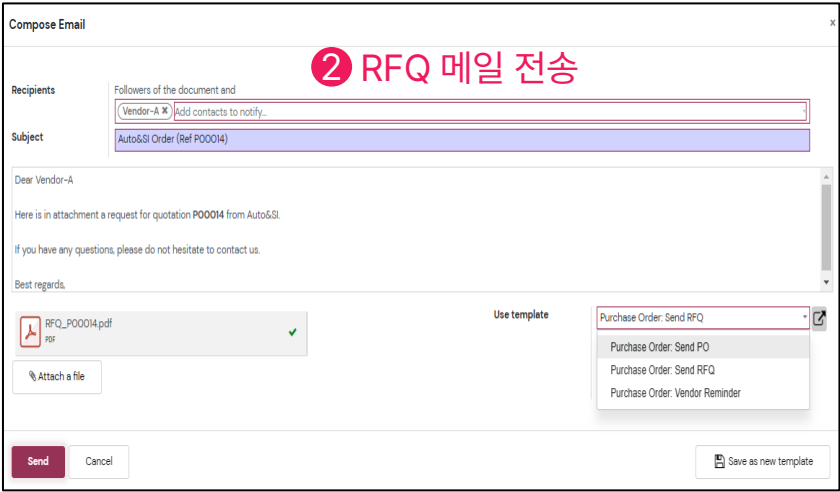 Compose Email
x
❷ RFQ 메일 전송
Recipients
Followers of the document and
Vendor-A ✖ Add contacts to notify...
Subject
Auto&SI Order (Ref P00014)
Dear Vendor-A
Here is in attachment a request for quotation P00014 from Auto&SI.
If you have any questions, please do not hesitate to contact us.
Best regards,
RFQ_P00014.pdf
PDF
Use template
Purchase Order: Send RFQ
Purchase Order: Send PO
Purchase Order: Send RFQ
Purchase Order: Vendor Reminder
Attach a file
Send
Cancel
Save as new template